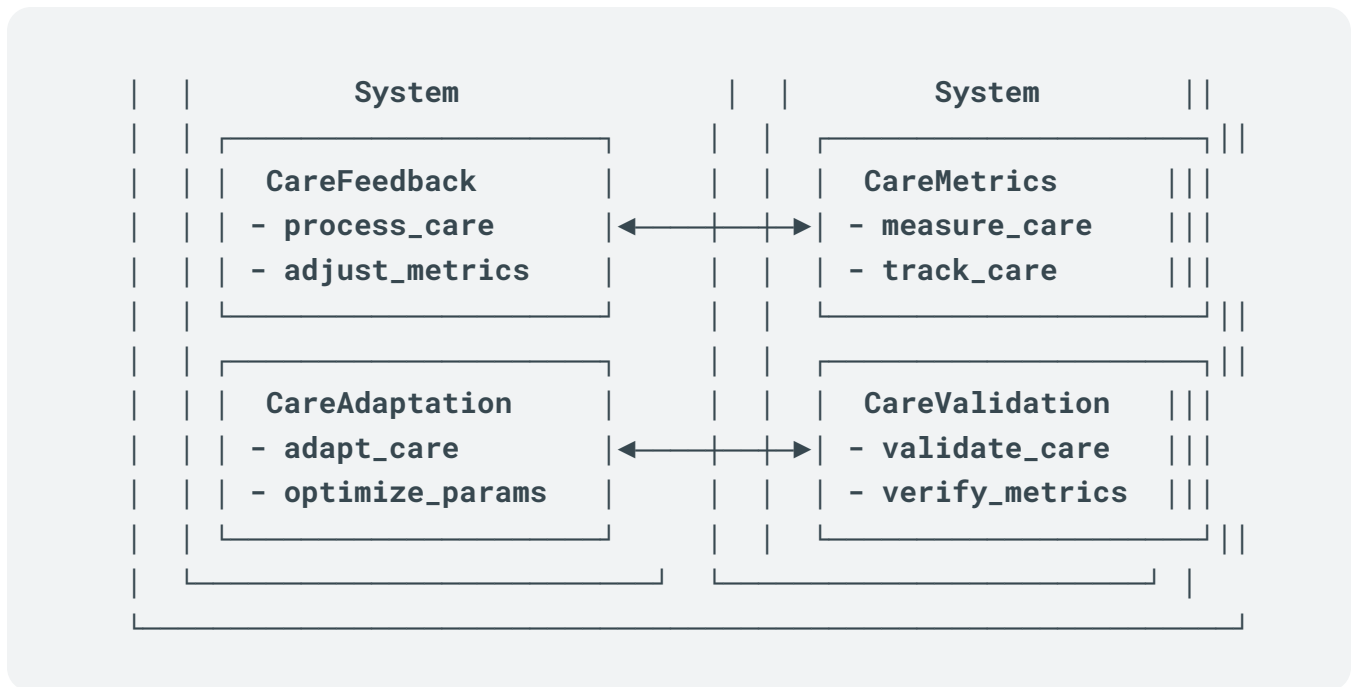 System System
CareFeedback CareMetrics
- process_care - measure_care
- adjust_metrics - track_care
CareAdaptation CareValidation
- adapt_care - validate_care
- optimize_params - verify_metrics